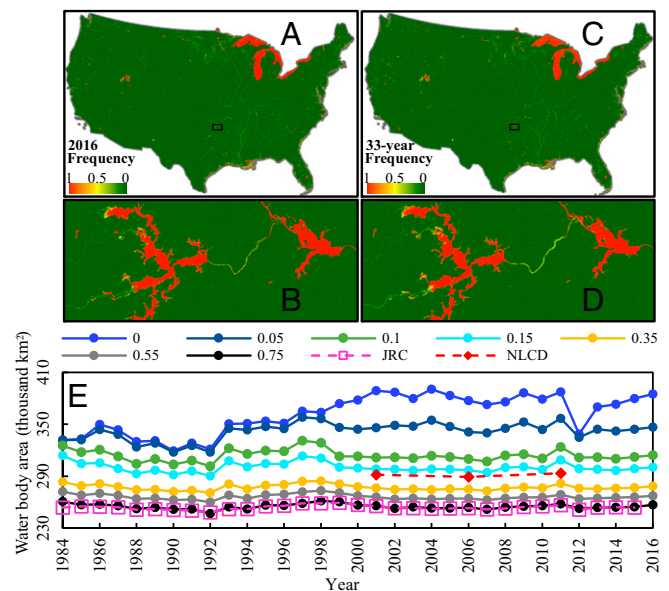 A
2016
Frequency
1 0.5 0
C
33-year
Frequency
1 0.5 0
B
D
0 0.05 0.1 0.15 0.35
0.55 0.75 JRC NLCD
E
Water body area (thousand km²)
410
350
290
230
1984 1986 1988 1990 1992 1994 1996 1998 2000 2002 2004 2006 2008 2010 2012 2014 2016
Year